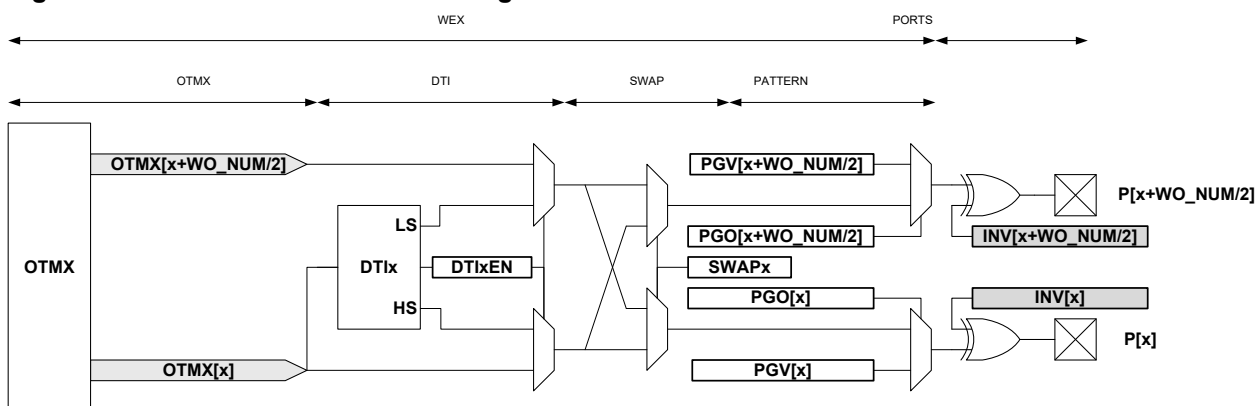 WEX PORTS
OTMX DTI SWAP PATTERN
OTMX[x+WO_NUM/2] PGV[x+WO_NUM/2]
P[x+WO_NUM/2]
LS
PGO[x+WO_NUM/2] INV[x+WO_NUM/2]
OTMX DTIx DTIxEN SWAPx
PGO[x] INV[x]
HS
P[x]
OTMX[x] PGV[x]